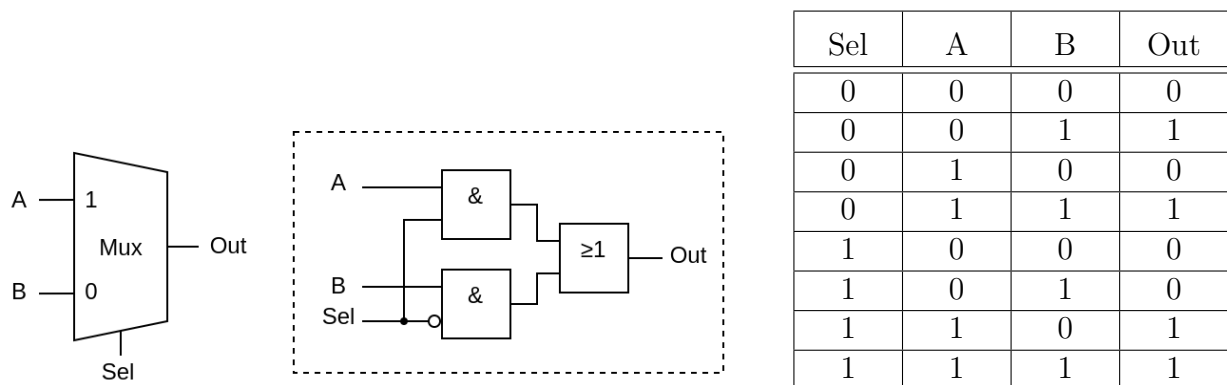 A
1
Mux
Out
B
0
Sel
A
&
B
&
Sel
≥1
Out
Sel A B Out
0 0 0 0
0 0 1 1
0 1 0 0
0 1 1 1
1 0 0 0
1 0 1 0
1 1 0 1
1 1 1 1